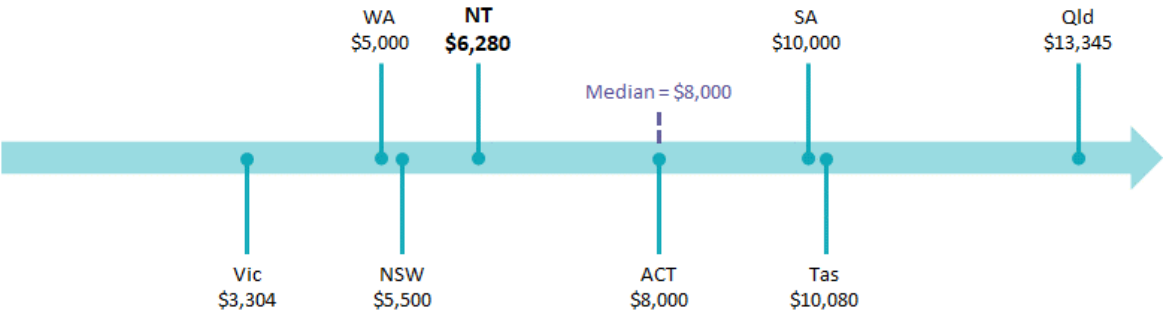 WA
$5,000
NT
$6,280
SA
$10,000
Qld
$13,345
Median = $8,000
Vic
$3,304
NSW
$5,500
ACT
$8,000
Tas
$10,080